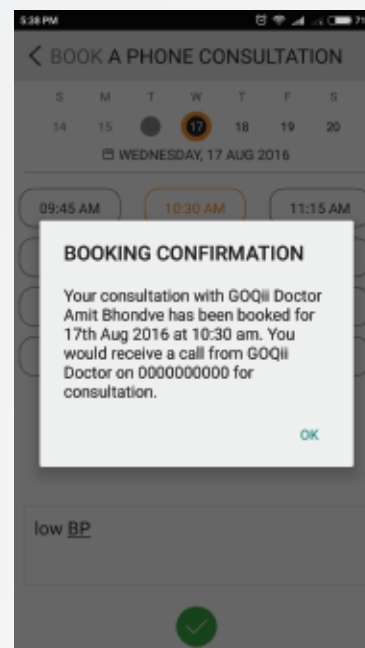 5:38 PM 71
BOOK A PHONE CONSULTATION
S M T W T F S
14 15 17 18 19 20
WEDNESDAY, 17 AUG 2016
09:45 AM 10:30 AM 11:15 AM
BOOKING CONFIRMATION
Your consultation with GOQii Doctor
Amit Bhondve has been booked for
17th Aug 2016 at 10:30 am. You
would receive a call from GOQii
Doctor on 0000000000 for
consultation.
OK
low BP